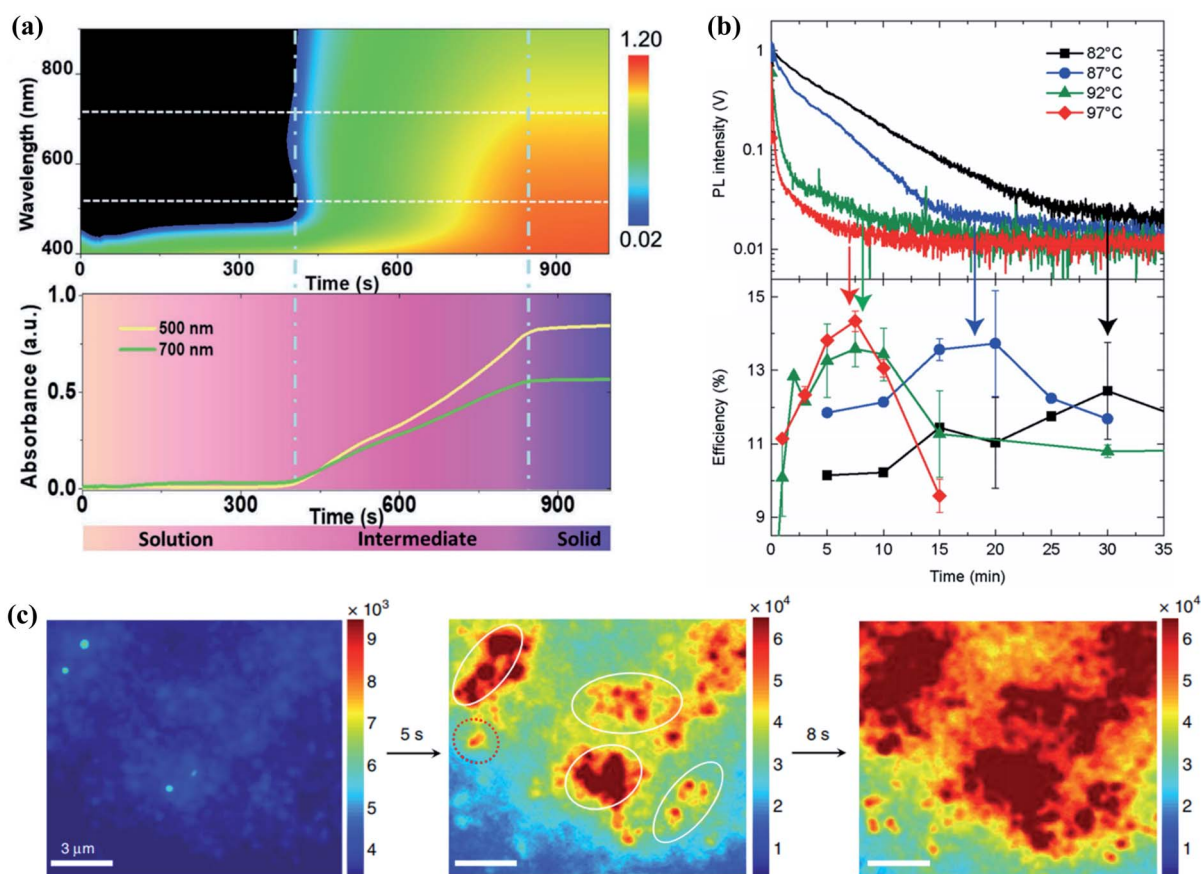 (a)
Wavelength (nm)
800
600
400
0 300 600 900
Time (s)
1.20
0.02
Absorbance (a.u.)
1.0
0.5
0.0
500 nm
700 nm
0 300 600 900
Time (s)
Solution Intermediate Solid
(b)
PL intensity (V)
1
0.1
0.01
82°C
87°C
92°C
97°C
Efficiency (%)
15
13
11
9
0 5 10 15 20 25 30 35
Time (min)
(c)
3 µm
× 10³
9
8
7
6
5
4
5 s
× 10⁴
6
5
4
3
2
1
8 s
× 10⁴
6
5
4
3
2
1